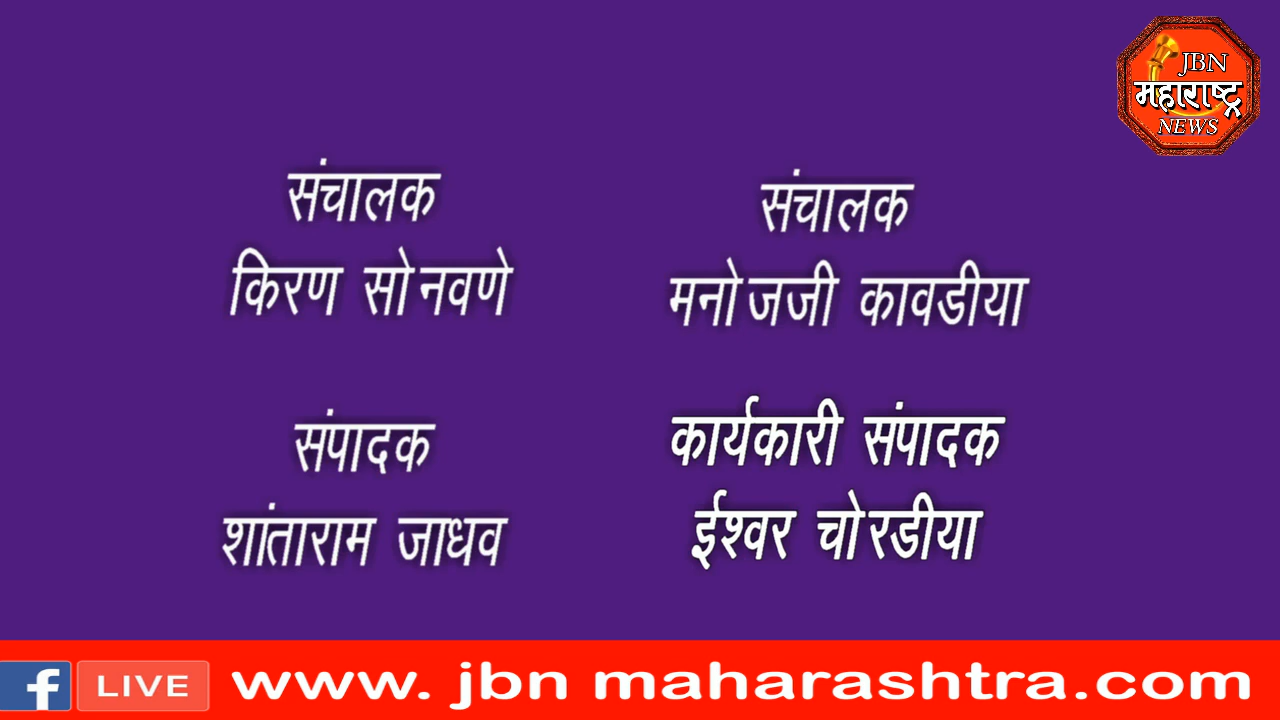 JBN
महाराष्ट्र
NEWS
संचालक
किरण सोनवणे
संचालक
मनोजजी कावडीया
संपादक
शांताराम जाधव
कार्यकारी संपादक
ईश्वर चोरडीया
f LIVE www. jbn maharashtra.com